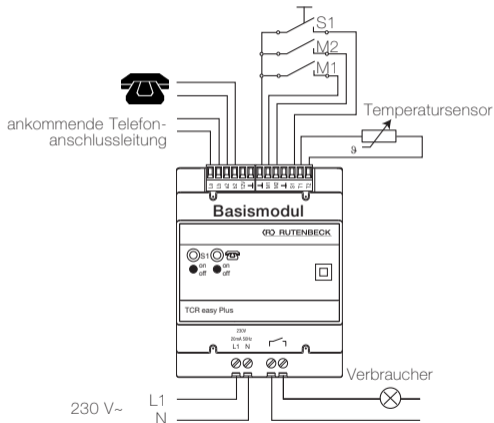 S1
M2
M1
Temperatursensor
ankommende Telefon-
anschlussleitung
ϑ
Basismodul
RUTENBECK
S1
on on
off off
TCR easy Plus
230V
20mA 50Hz
L1 N
Verbraucher
230 V~ L1
N